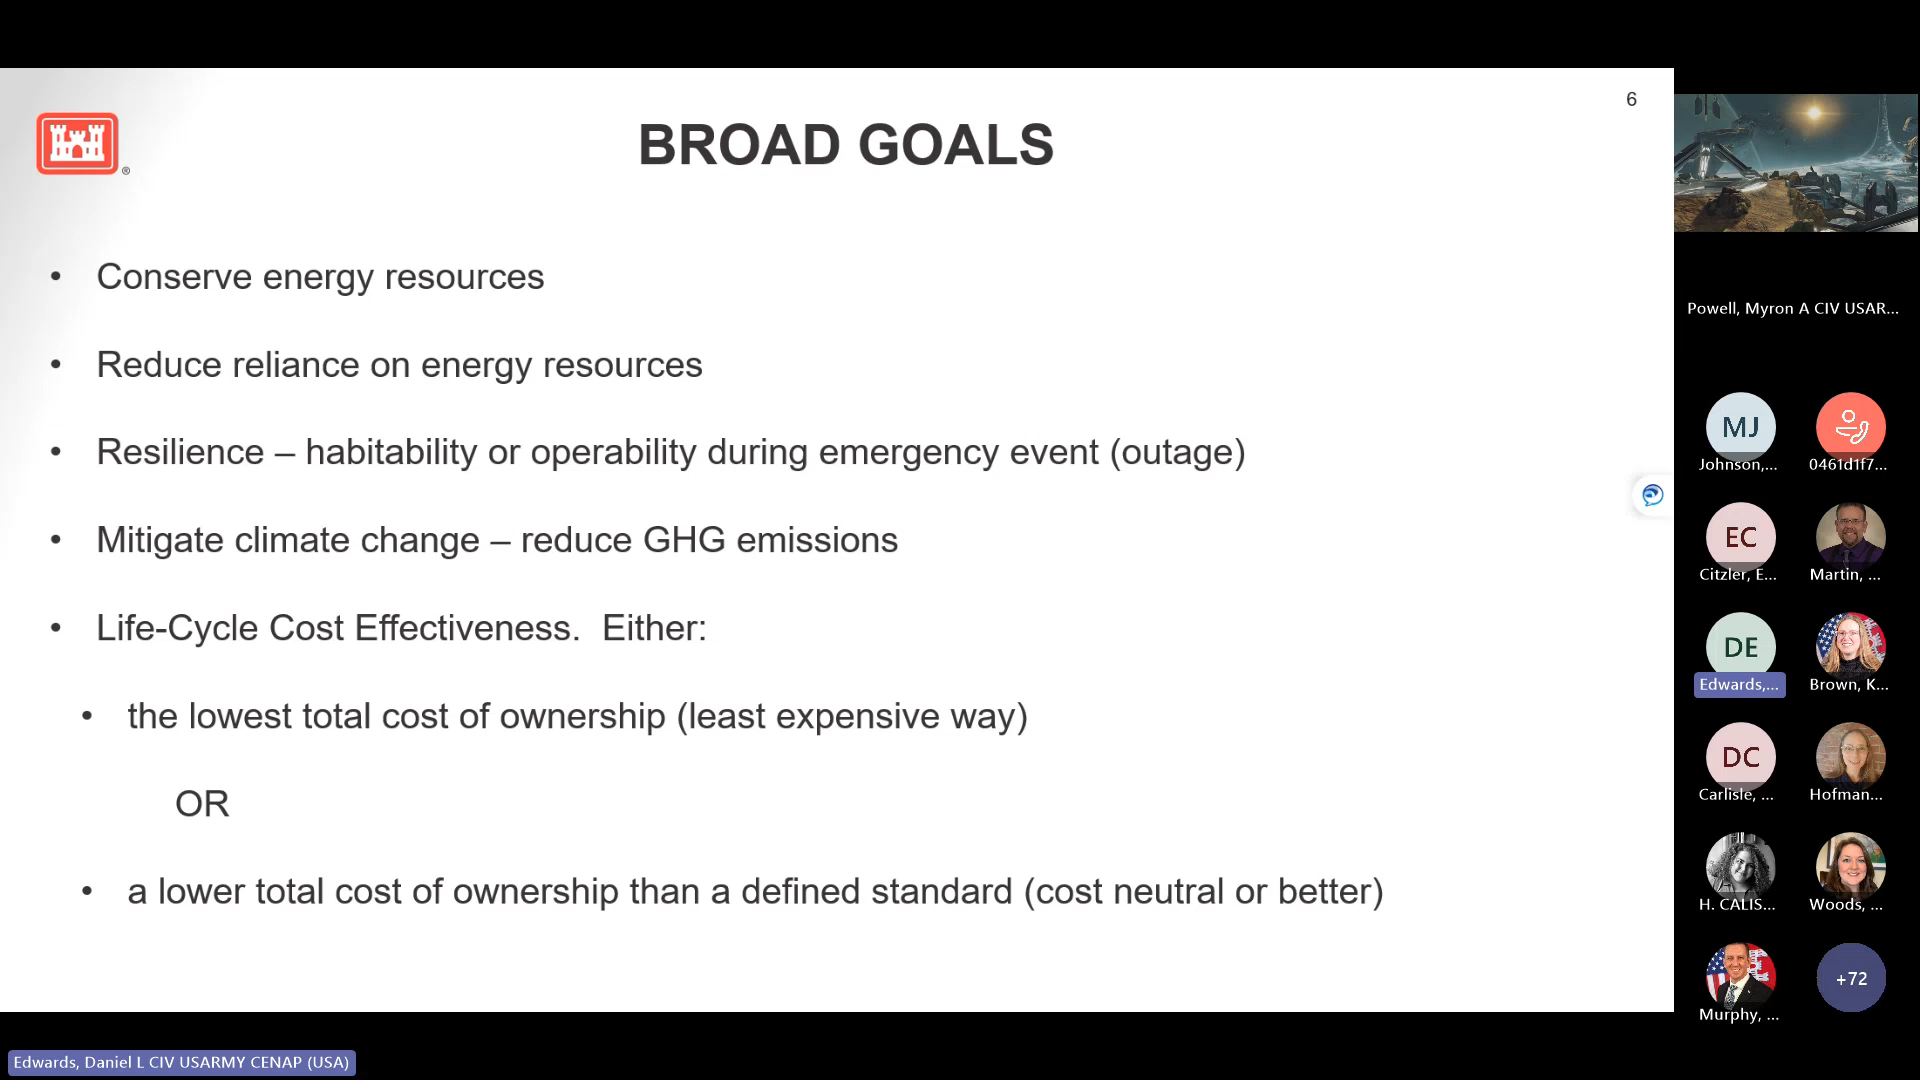 6
BROAD GOALS
®
• Conserve energy resources
• Reduce reliance on energy resources
• Resilience – habitability or operability during emergency event (outage)
• Mitigate climate change – reduce GHG emissions
• Life-Cycle Cost Effectiveness.  Either:
• the lowest total cost of ownership (least expensive way)
OR
• a lower total cost of ownership than a defined standard (cost neutral or better)
Powell, Myron A CIV USAR...
MJ
Johnson,...
0461d1f7...
EC
Citzler, E...
Martin, ...
DE
Edwards,...
Brown, K...
DC
Carlisle, ...
Hofman...
H. CALIS...
Woods, ...
Murphy, ...
+72
Edwards, Daniel L CIV USARMY CENAP (USA)